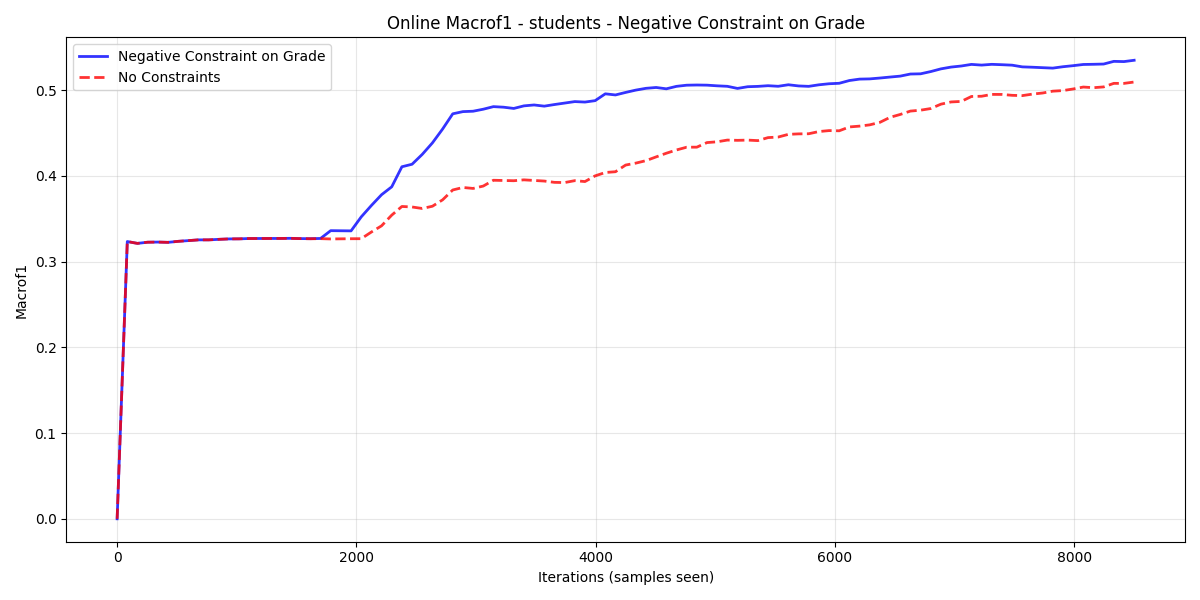 Online Macrof1 - students - Negative Constraint on Grade
Negative Constraint on Grade
No Constraints
Macrof1
0.5
0.4
0.3
0.2
0.1
0.0
0
2000
4000
6000
8000
Iterations (samples seen)